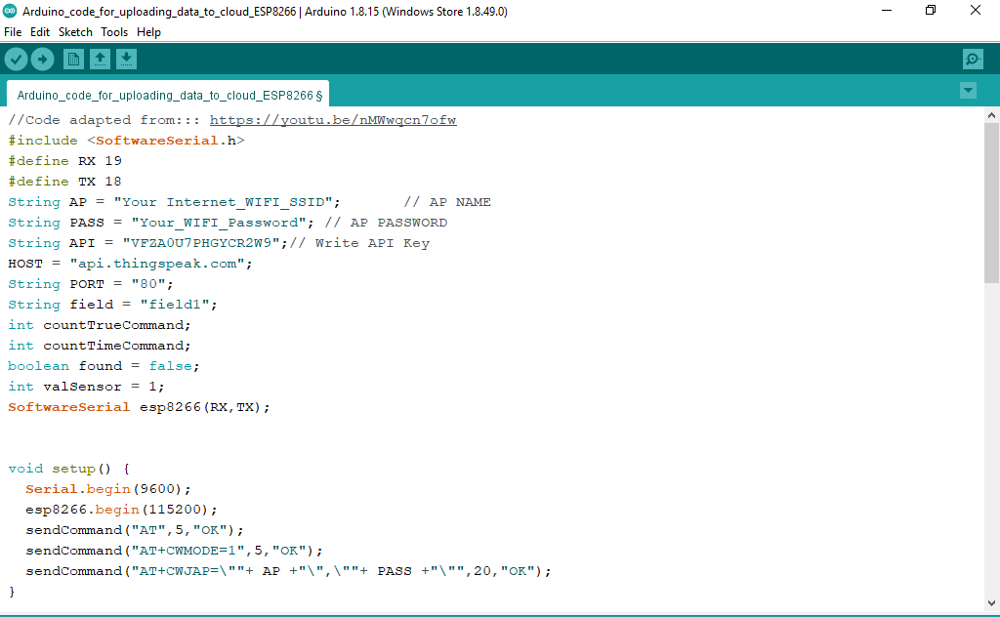 Arduino_code_for_uploading_data_to_cloud_ESP8266 | Arduino 1.8.15 (Windows Store 1.8.49.0)
File Edit Sketch Tools Help
Arduino_code_for_uploading_data_to_cloud_ESP8266 §
//Code adapted from::: https://youtu.be/nMWwqcn7ofw
#include <SoftwareSerial.h>
#define RX 19
#define TX 18
String AP = "Your Internet_WIFI_SSID";       // AP NAME
String PASS = "Your_WIFI_Password"; // AP PASSWORD
String API = "VFZA0U7PHGYCR2W9";// Write API Key
HOST = "api.thingspeak.com";
String PORT = "80";
String field = "field1";
int countTrueCommand;
int countTimeCommand;
boolean found = false;
int valSensor = 1;
SoftwareSerial esp8266(RX,TX);
void setup() {
  Serial.begin(9600);
  esp8266.begin(115200);
  sendCommand("AT",5,"OK");
  sendCommand("AT+CWMODE=1",5,"OK");
  sendCommand("AT+CWJAP=\""+ AP +"\",\""+ PASS +"\"",20,"OK");
}